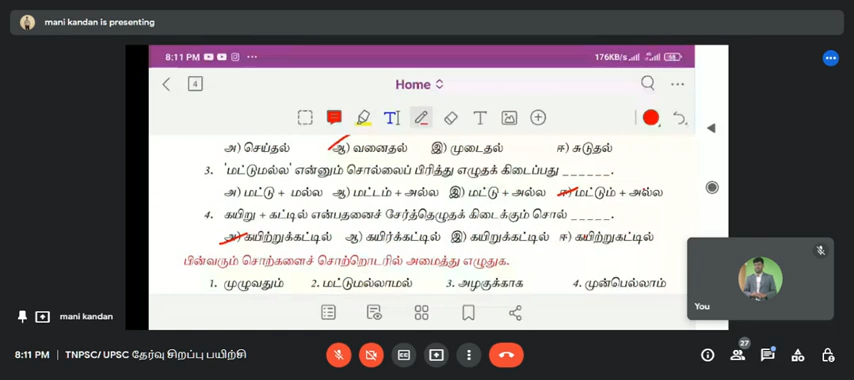 mani kandan is presenting
8:11 PM
176KB/s
4
Home
அ) செய்தல் ஆ) வனைதல் இ) முடைதல் ஈ) சுடுதல்
3. 'மட்டுமல்ல' என்னும் சொல்லைப் பிரித்து எழுதக் கிடைப்பது ______.
அ) மட்டு + மல்ல ஆ) மட்டம் + அல்ல இ) மட்டு + அல்ல ஈ) மட்டும் + அல்ல
4. கயிறு + கட்டில் என்பதனைச் சேர்த்தெழுதக் கிடைக்கும் சொல் _____.
அ) கயிற்றுக்கட்டில் ஆ) கயிர்க்கட்டில் இ) கயிறுக்கட்டில் ஈ) கயிற்றுகட்டில்
பின்வரும் சொற்களைச் சொற்றொடரில் அமைத்து எழுதுக.
1. முழுவதும் 2. மட்டுமல்லாமல் 3. அழகுக்காக 4. முன்பெல்லாம்
You
mani kandan
8:11 PM | TNPSC/ UPSC தேர்வு சிறப்பு பயிற்சி
27